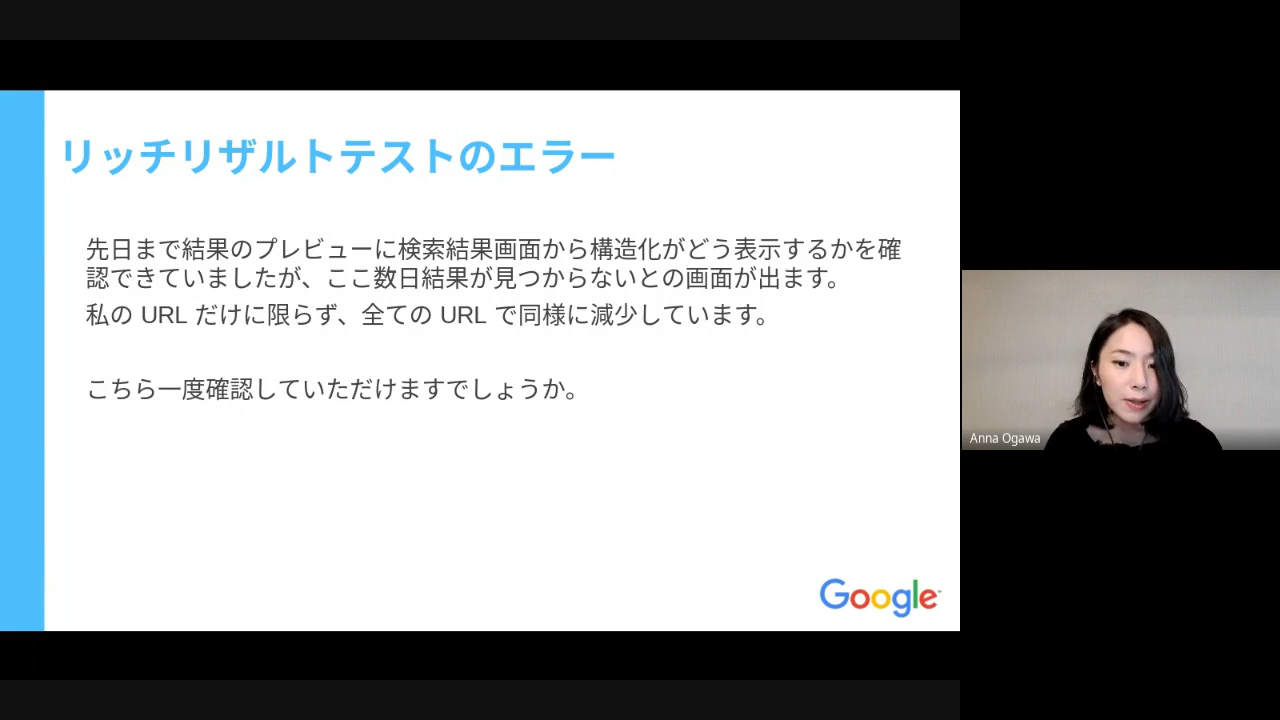 リッチリザルトテストのエラー
先日まで結果のプレビューに検索結果画面から構造化がどう表示するかを確
認できていましたが、ここ数日結果が見つからないとの画面が出ます。
私の URL だけに限らず、全ての URL で同様に減少しています。
こちら一度確認していただけますでしょうか。
Google
Anna Ogawa